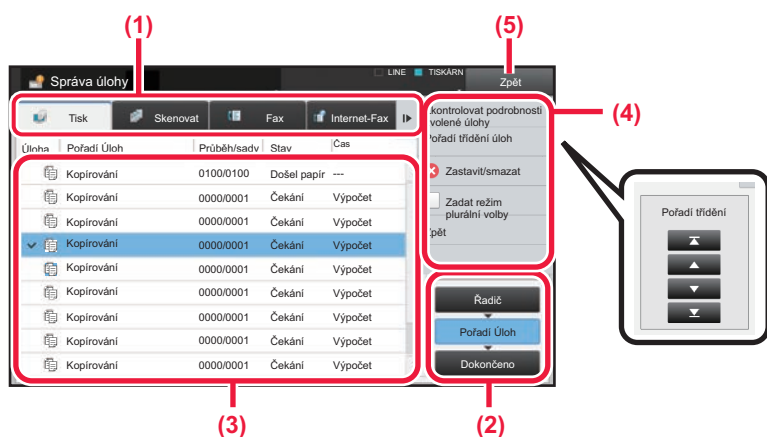 (1)
(5)
LINE
TISKÁRN
Správa úlohy
Zpět
Tisk
Skenovat
Fax
Internet-Fax
kontrolovat podrobnosti
volené úlohy
(4)
Úloha
Pořadí Úloh
Průběh/sady
Stav
Čas
ořadí třídění úloh
Kopírování 0100/0100 Došel papír ---
Zastavit/smazat
Kopírování 0000/0001 Čekání Výpočet
Zadat režim
plurální volby
Kopírování 0000/0001 Čekání Výpočet
pět
Kopírování 0000/0001 Čekání Výpočet
Kopírování 0000/0001 Čekání Výpočet
Kopírování 0000/0001 Čekání Výpočet
Kopírování 0000/0001 Čekání Výpočet
Kopírování 0000/0001 Čekání Výpočet
Kopírování 0000/0001 Čekání Výpočet
Řadič
Pořadí Úloh
Dokončeno
Pořadí třídění
(3)
(2)